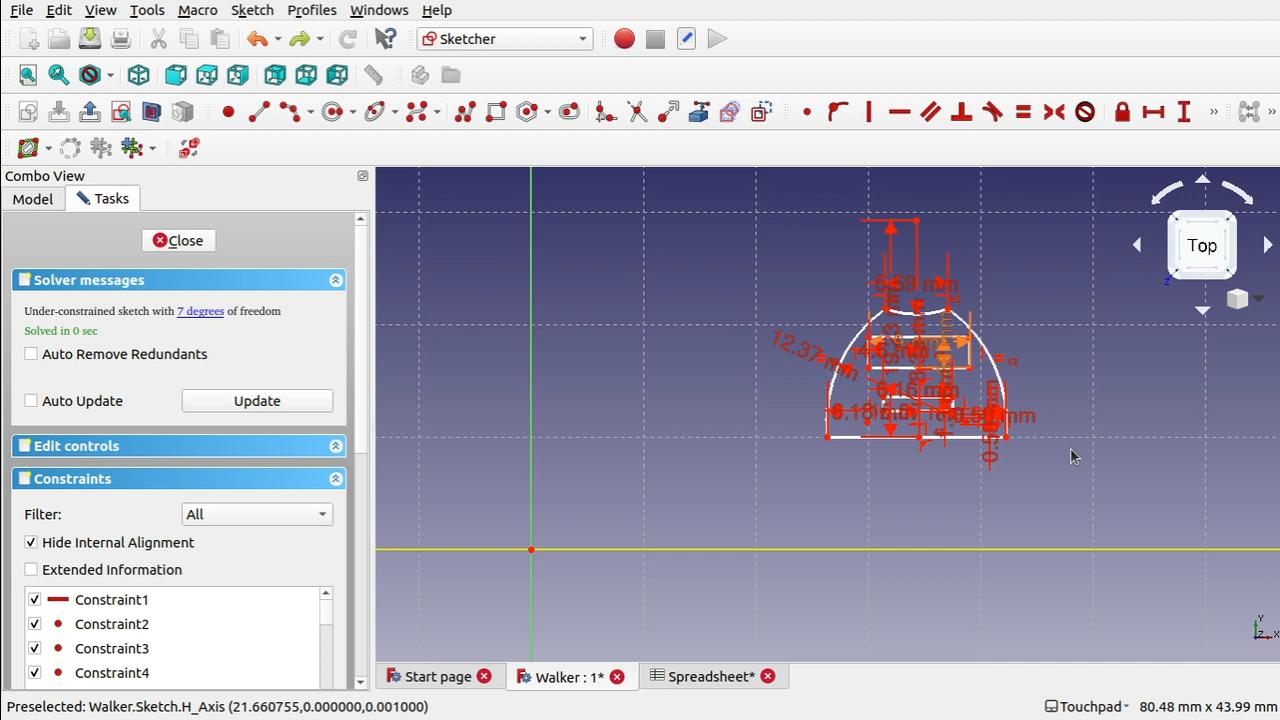 File Edit View Tools Macro Sketch Profiles Windows Help
Sketcher
Combo View
Model Tasks
Close
Solver messages
Under-constrained sketch with 7 degrees of freedom
Solved in 0 sec
Auto Remove Redundants
Auto Update Update
Edit controls
Constraints
Filter: All
Hide Internal Alignment
Extended Information
Constraint1
Constraint2
Constraint3
Constraint4
Top
12.37 mm
Y
Z X
Start page Walker : 1* Spreadsheet*
Preselected: Walker.Sketch.H_Axis (21.660755,0.000000,0.001000) Touchpad 80.48 mm x 43.99 mm